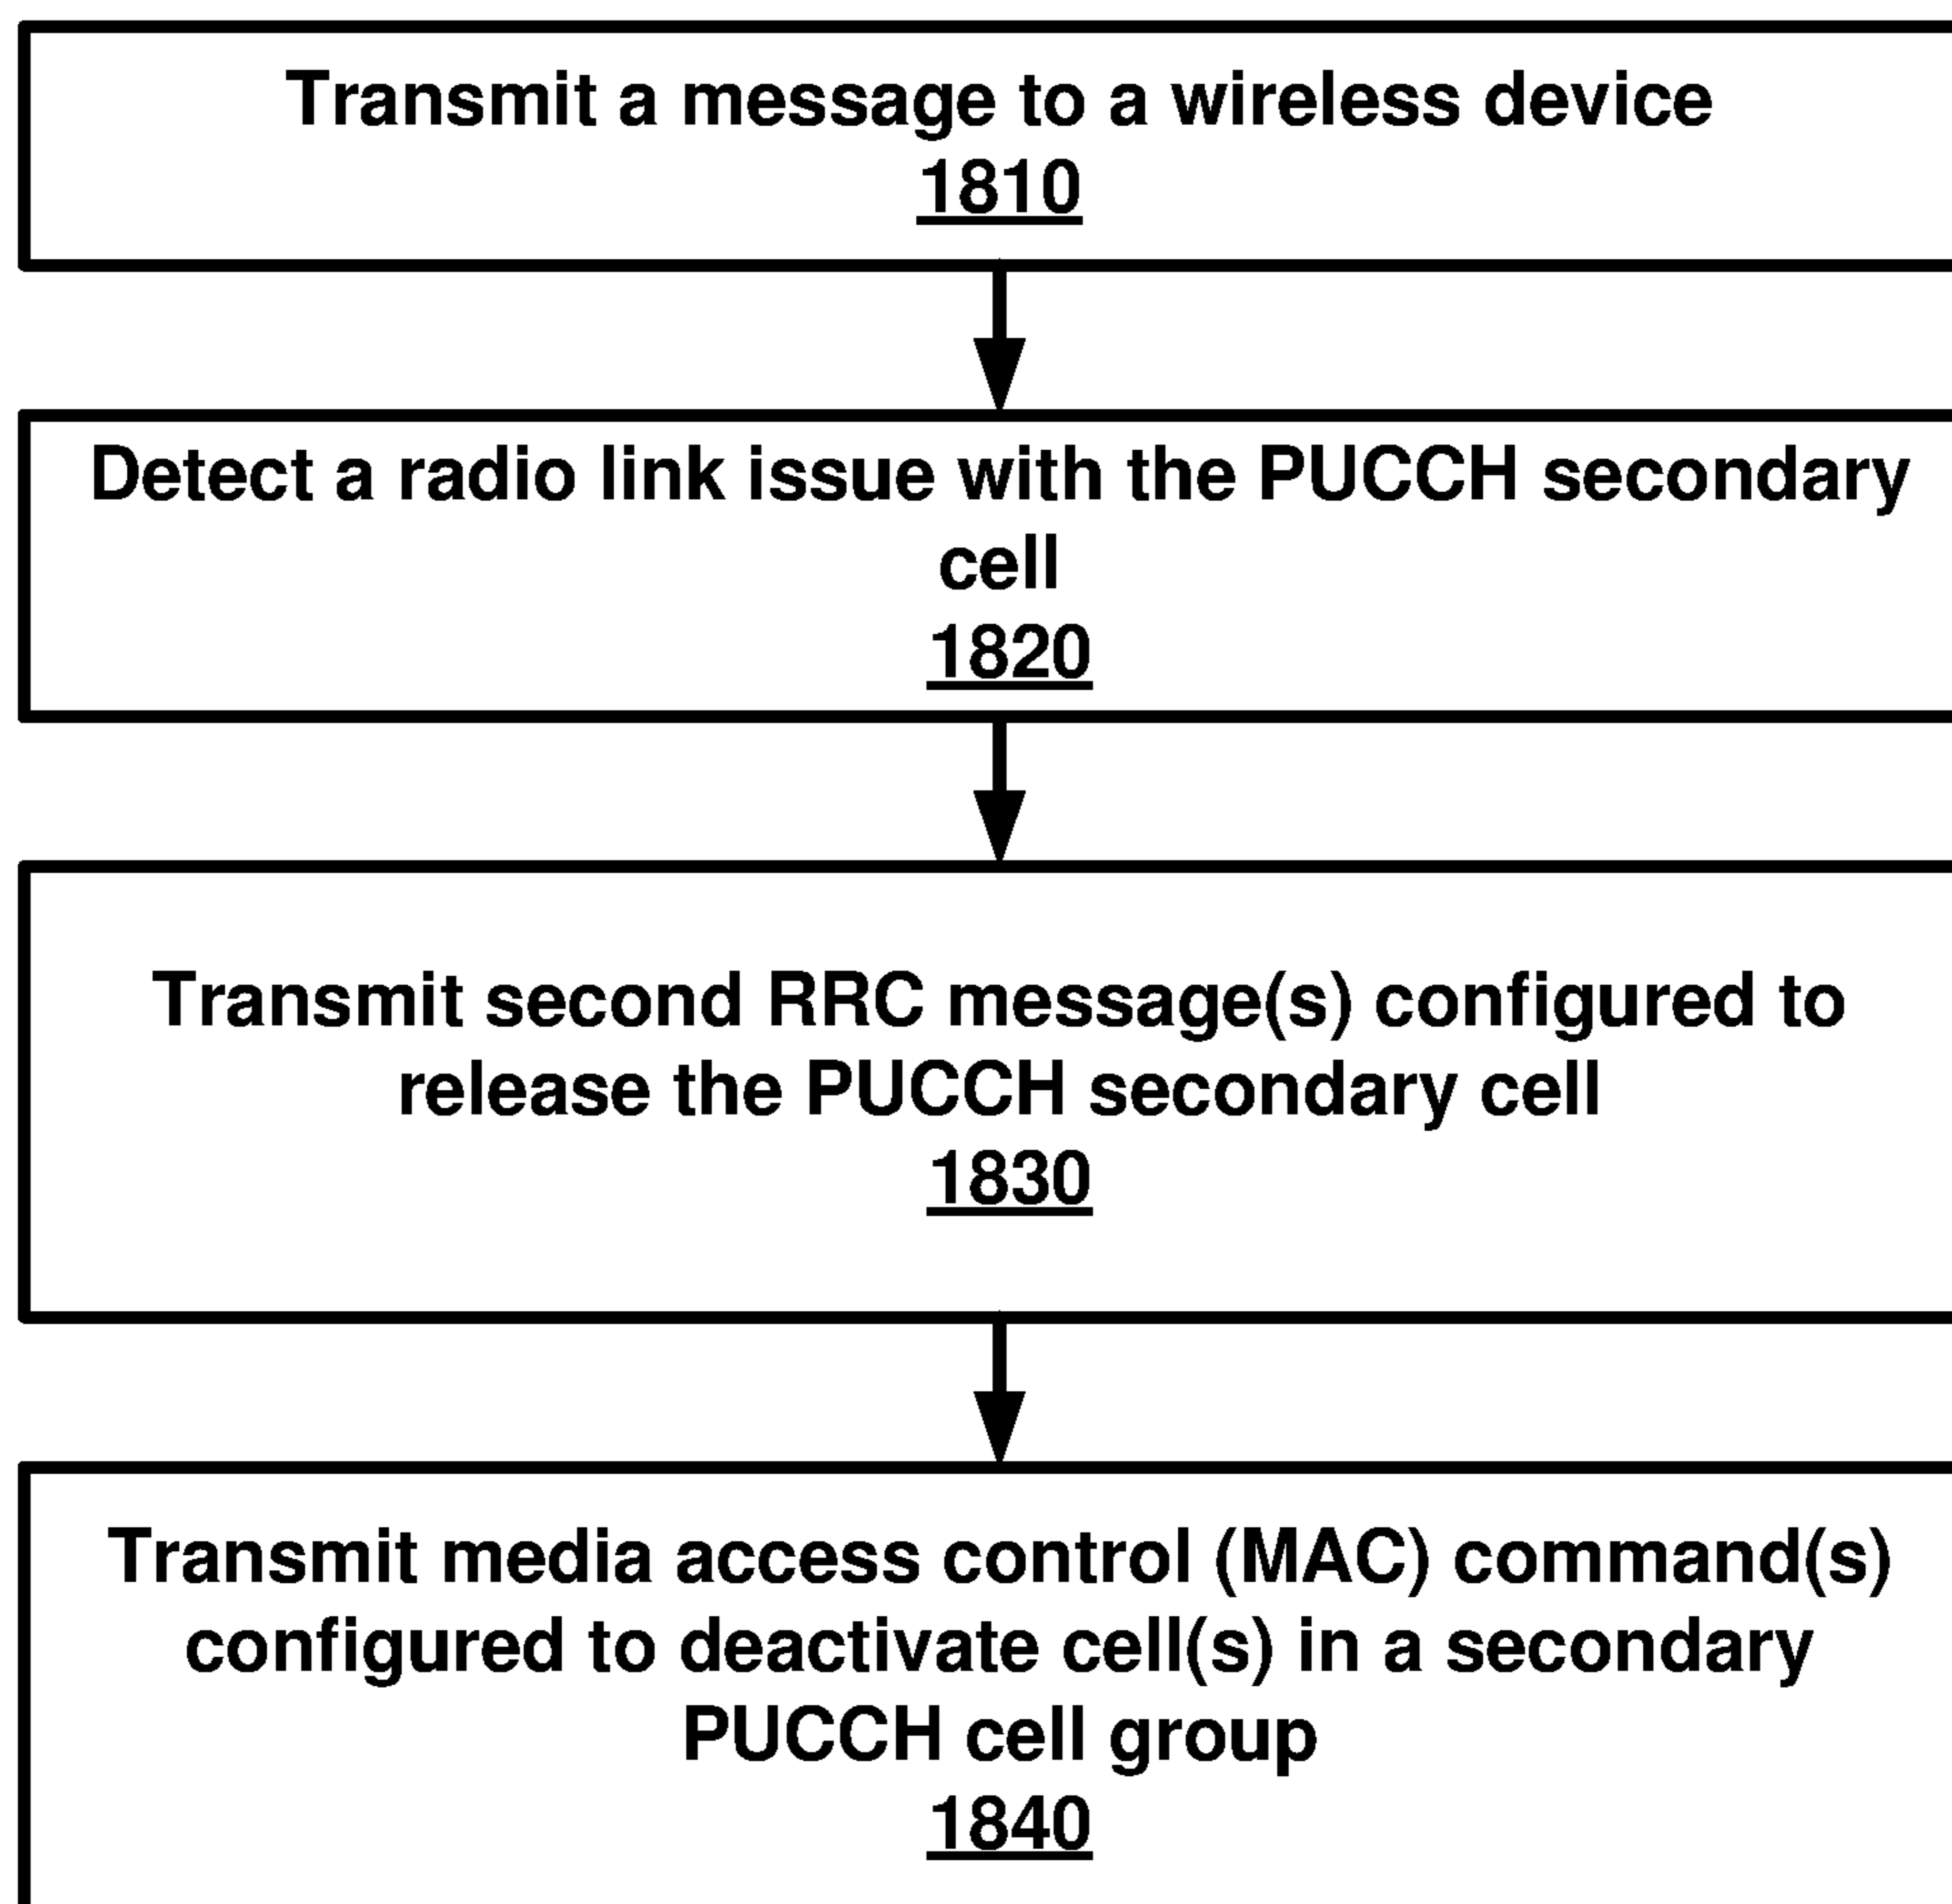 Transmit a message to a wireless device
1810
Detect a radio link issue with the PUCCH secondary
cell
1820
Transmit second RRC message(s) configured to
release the PUCCH secondary cell
1830
Transmit media access control (MAC) command(s)
configured to deactivate cell(s) in a secondary
PUCCH cell group
1840